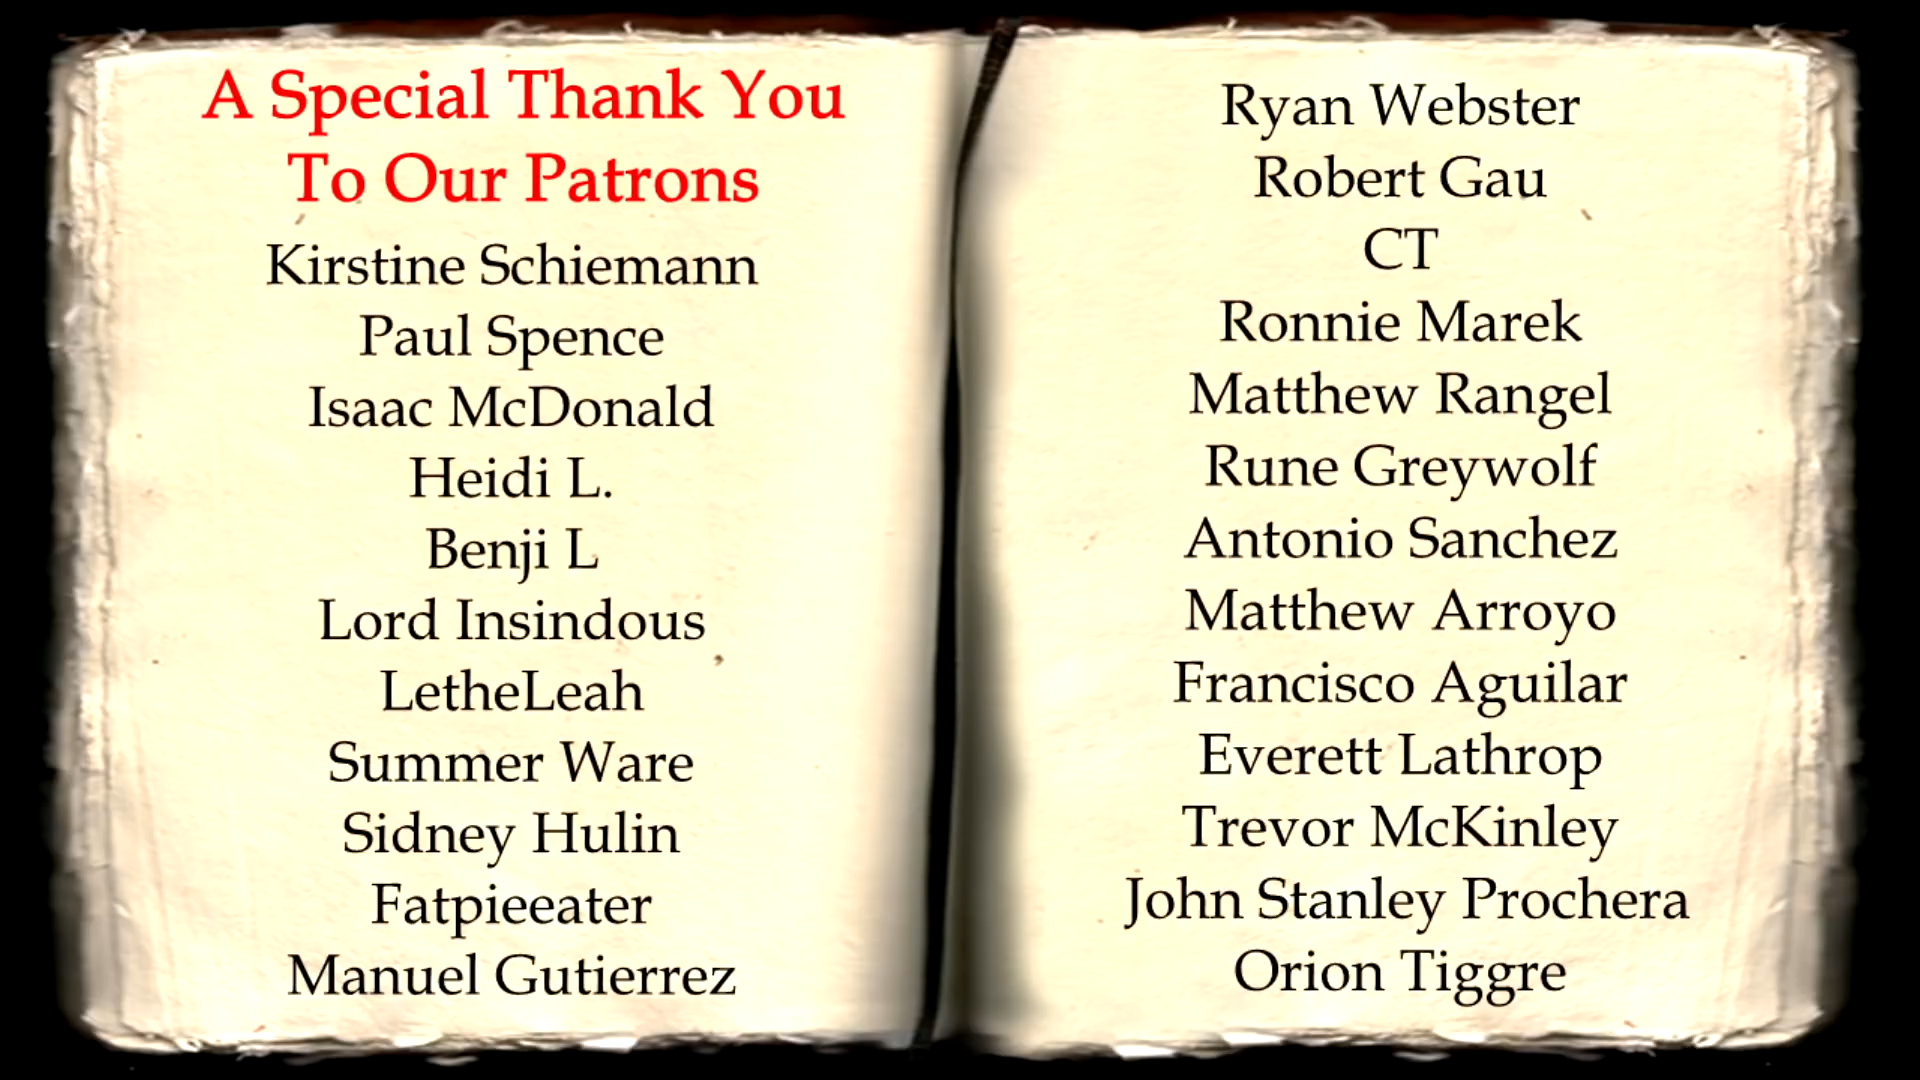 A Special Thank You
To Our Patrons
Kirstine Schiemann
Paul Spence
Isaac McDonald
Heidi L.
Benji L
Lord Insindous
LetheLeah
Summer Ware
Sidney Hulin
Fatpieeater
Manuel Gutierrez
Ryan Webster
Robert Gau
CT
Ronnie Marek
Matthew Rangel
Rune Greywolf
Antonio Sanchez
Matthew Arroyo
Francisco Aguilar
Everett Lathrop
Trevor McKinley
John Stanley Prochera
Orion Tiggre